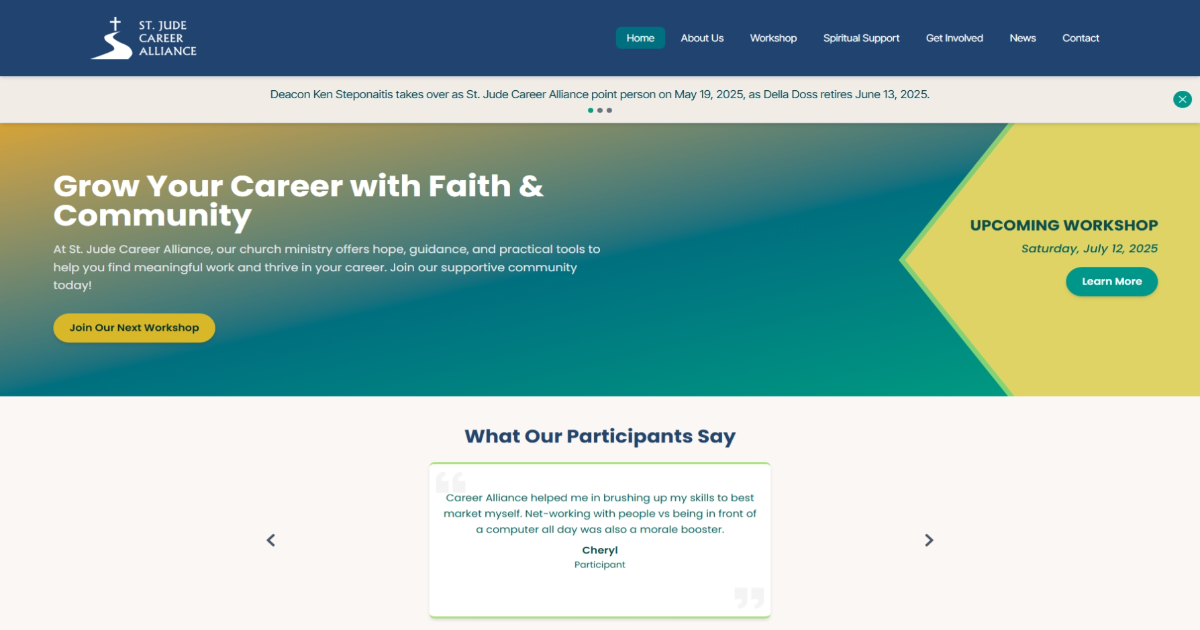 ST. JUDE
CAREER
ALLIANCE
Home
About Us
Workshop
Spiritual Support
Get Involved
News
Contact
Deacon Ken Steponaitis takes over as St. Jude Career Alliance point person on May 19, 2025, as Della Doss retires June 13, 2025.
Grow Your Career with Faith &
Community
At St. Jude Career Alliance, our church ministry offers hope, guidance, and practical tools to
help you find meaningful work and thrive in your career. Join our supportive community
today!
Join Our Next Workshop
UPCOMING WORKSHOP
Saturday, July 12, 2025
Learn More
What Our Participants Say
Career Alliance helped me in brushing up my skills to best
market myself. Net-working with people vs being in front of
a computer all day was also a morale booster.
Cheryl
Participant